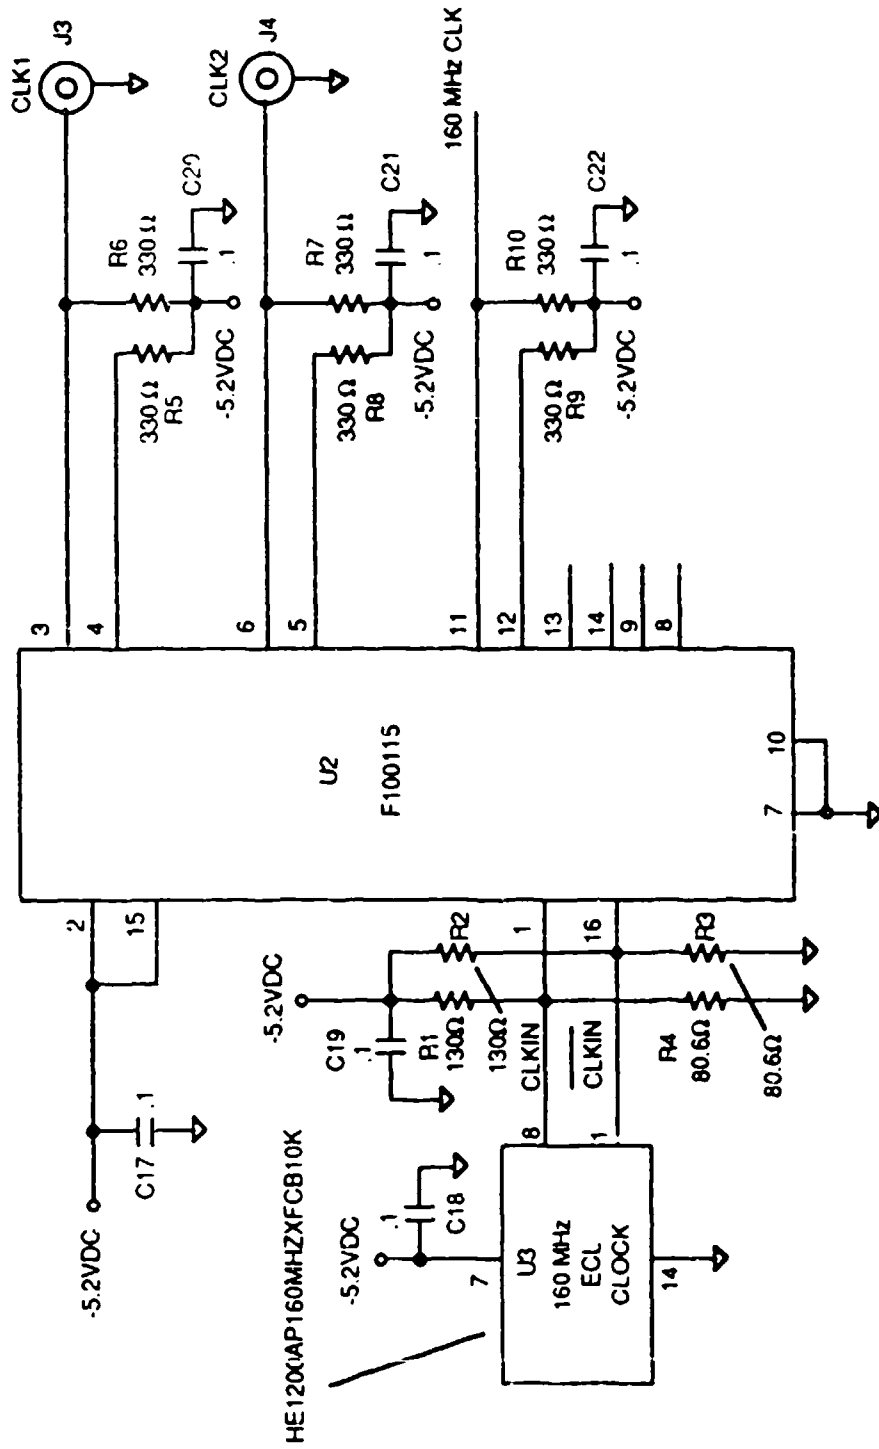 -5.2VDC
C17
.1
2
15
HE1200AP160MHZXFCB10K
-5.2VDC
.1
C18
7
U3
160 MHz
ECL
CLOCK
14
8
1
-5.2VDC
C19
.1
R1
130Ω
R2
130Ω
CLKIN
CLKIN
1
16
R4
80.6Ω
R3
80.6Ω
U2
F100115
7
10
3
4
6
5
11
12
13
14
9
8
CLK1
J3
R6
330 Ω
330 Ω
R5
C20
.1
-5.2VDC
CLK2
J4
R7
330 Ω
330 Ω
R8
C21
.1
-5.2VDC
160 MHz CLK
R10
330 Ω
330 Ω
R9
C22
.1
-5.2VDC